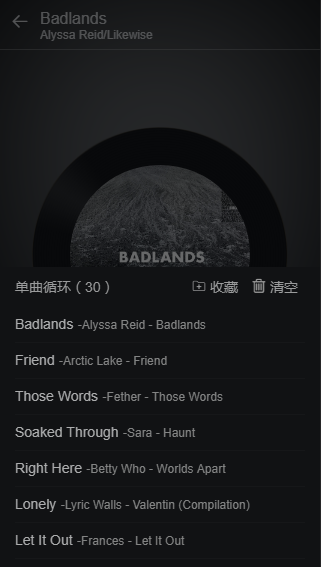 Badlands
Alyssa Reid/Likewise
BADLANDS
单曲循环（30） 收藏 清空
Badlands -Alyssa Reid - Badlands
Friend -Arctic Lake - Friend
Those Words -Fether - Those Words
Soaked Through -Sara - Haunt
Right Here -Betty Who - Worlds Apart
Lonely -Lyric Walls - Valentin (Compilation)
Let It Out -Frances - Let It Out